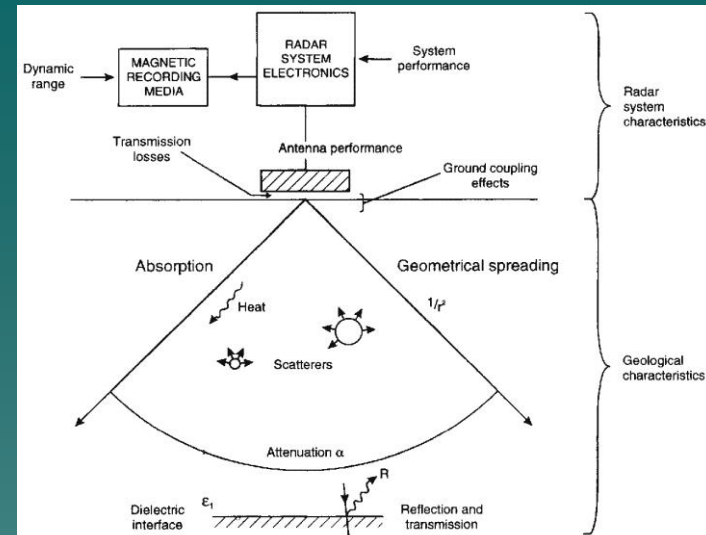 Dynamic
range
MAGNETIC
RECORDING
MEDIA
RADAR
SYSTEM
ELECTRONICS
System
performance
Radar
system
characteristics
Transmission
losses
Antenna performance
Ground coupling
effects
Absorption
Geometrical spreading
1/r²
Heat
Scatterers
Geological
characteristics
Attenuation α
R
Dielectric
interface
ε₁
Reflection and
transmission